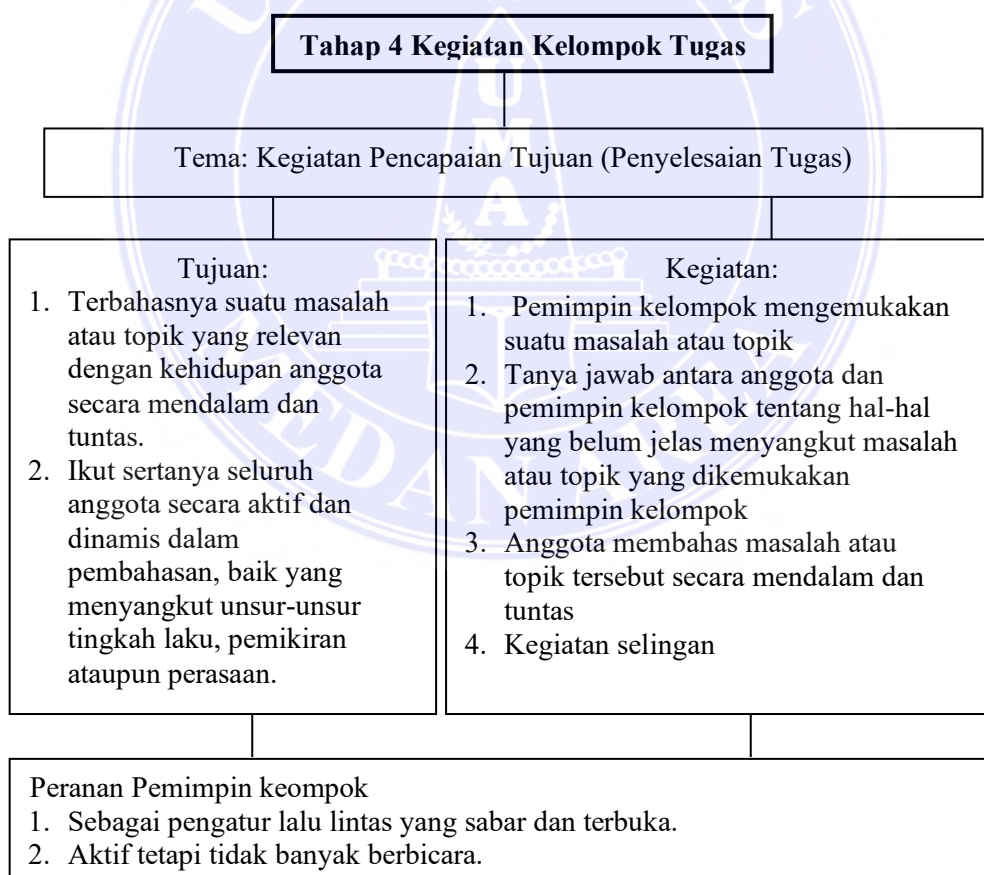 Tahap 4 Kegiatan Kelompok Tugas
Tema: Kegiatan Pencapaian Tujuan (Penyelesaian Tugas)
Tujuan:
1. Terbahasnya suatu masalah
atau topik yang relevan
dengan kehidupan anggota
secara mendalam dan
tuntas.
2. Ikut sertanya seluruh
anggota secara aktif dan
dinamis dalam
pembahasan, baik yang
menyangkut unsur-unsur
tingkah laku, pemikiran
ataupun perasaan.
Kegiatan:
1. Pemimpin kelompok mengemukakan
suatu masalah atau topik
2. Tanya jawab antara anggota dan
pemimpin kelompok tentang hal-hal
yang belum jelas menyangkut masalah
atau topik yang dikemukakan
pemimpin kelompok
3. Anggota membahas masalah atau
topik tersebut secara mendalam dan
tuntas
4. Kegiatan selingan
Peranan Pemimpin keompok
1. Sebagai pengatur lalu lintas yang sabar dan terbuka.
2. Aktif tetapi tidak banyak berbicara.
UMA
MEDAN AREA